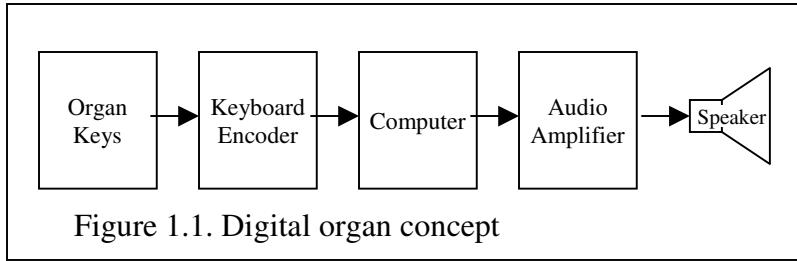 Organ
Keys
Keyboard
Encoder
Computer
Audio
Amplifier
Speaker
Figure 1.1. Digital organ concept